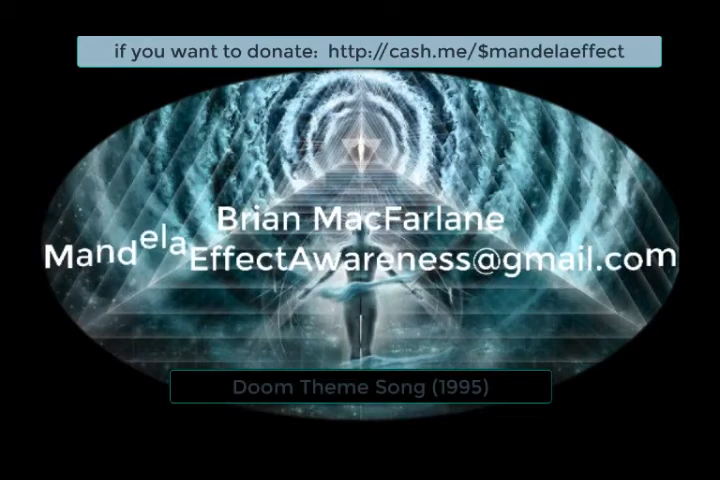 if you want to donate: http://cash.me/$mandelaeffect
Brian MacFarlane
MandelaEffectAwareness@gmail.com
Doom Theme Song (1995)